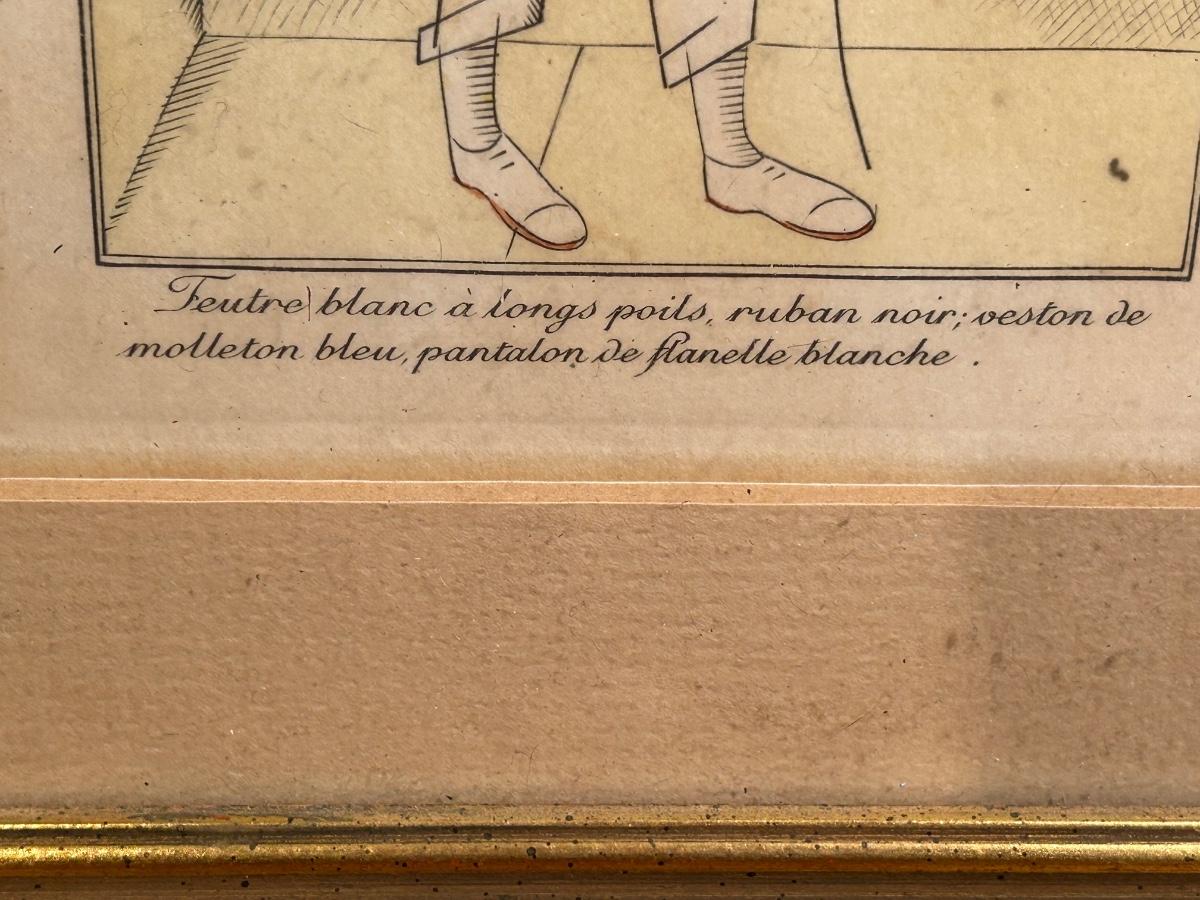 Feutre blanc à longs poils, ruban noir; veston de
molleton bleu, pantalon de flanelle blanche .